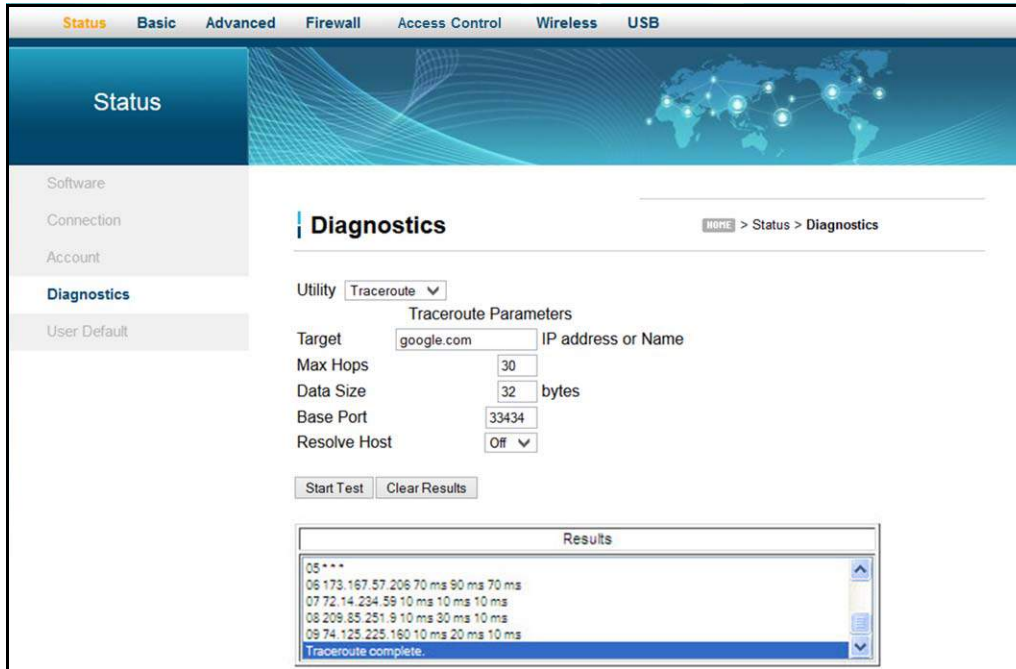 Status Basic Advanced Firewall Access Control Wireless USB
Status
Software
Connection
Account
Diagnostics
User Default
Diagnostics
HOME > Status > Diagnostics
Utility Traceroute
Traceroute Parameters
Target google.com IP address or Name
Max Hops 30
Data Size 32 bytes
Base Port 33434
Resolve Host Off
Start Test Clear Results
Results
05 * * *
06 173.167.57.206 70 ms 90 ms 70 ms
07 72.14.234.59 10 ms 10 ms 10 ms
08 209.85.251.9 10 ms 30 ms 10 ms
09 74.125.225.160 10 ms 20 ms 10 ms
Traceroute complete.